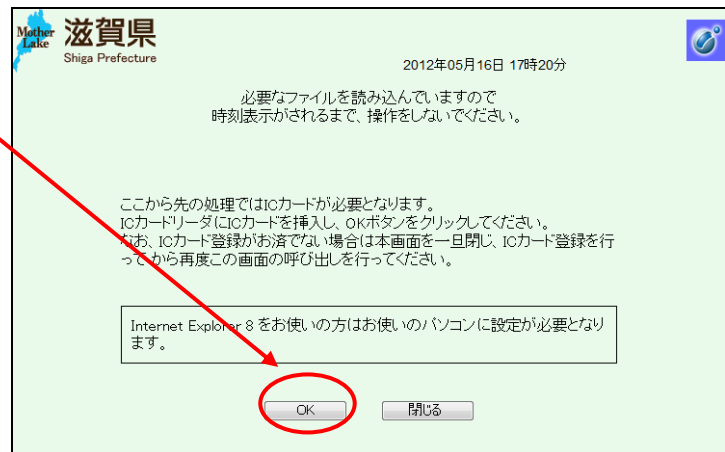 Mother
Lake
滋賀県
Shiga Prefecture
2012年05月16日 17時20分
必要なファイルを読み込んでいますので
時刻表示がされるまで、操作をしないでください。
ここから先の処理ではICカードが必要となります。
ICカードリーダにICカードを挿入し、OKボタンをクリックしてください。
なお、ICカード登録がお済でない場合は本画面を一旦閉じ、ICカード登録を行
ってから再度この画面の呼び出しを行ってください。
Internet Explorer 8 をお使いの方はお使いのパソコンに設定が必要となり
ます。
OK
閉じる